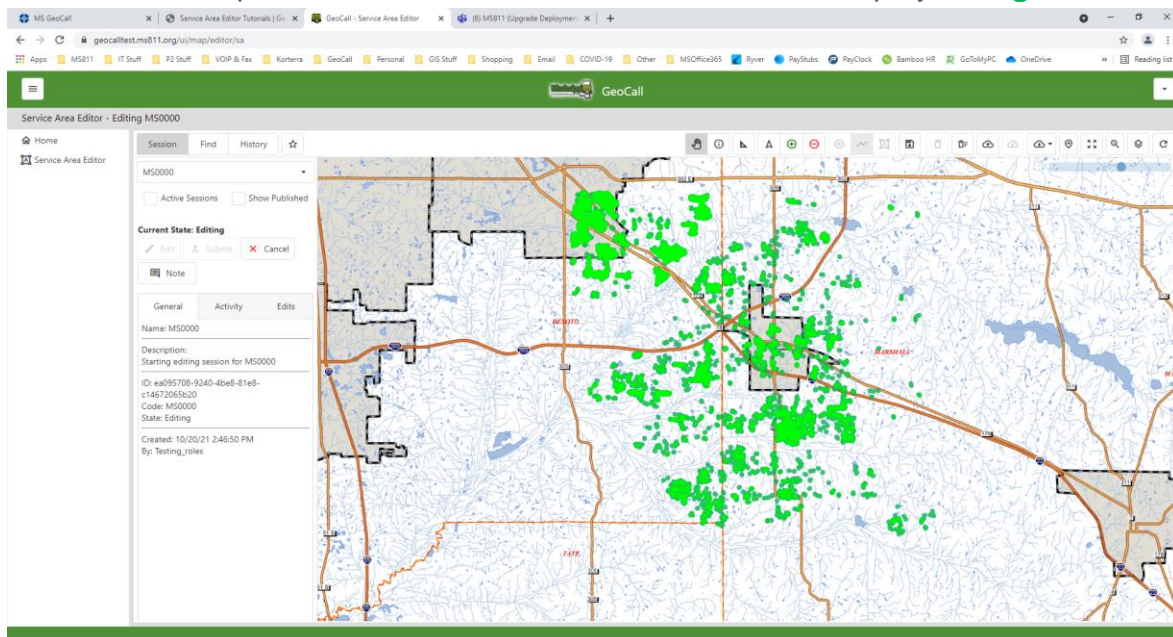 MS GeoCall
Service Area Editor Tutorials | Ge
GeoCall - Service Area Editor
(6) MS811 (Upgrade Deploymen
geocalltest.ms811.org/ui/map/editor/sa
Apps MS811 IT Stuff P2 Stuff VOIP & Fax Korterra GeoCall Personal GIS Stuff Shopping Email COVID-19 Other MSOffice365 Ryver PayStubs PayClock Bamboo HR GoToMyPC OneDrive Reading list
GeoCall
Service Area Editor - Editing MS0000
Home
Service Area Editor
Session Find History
MS0000
Active Sessions Show Published
Current State: Editing
Edit Submit Cancel
Note
General Activity Edits
Name: MS0000
Description:
Starting editing session for MS0000
ID: ea095708-9240-4be8-81e8-
c14672065b20
Code: MS0000
State: Editing
Created: 10/20/21 2:46:50 PM
By: Testing_roles
DESOTO
MARSHALL
TATE